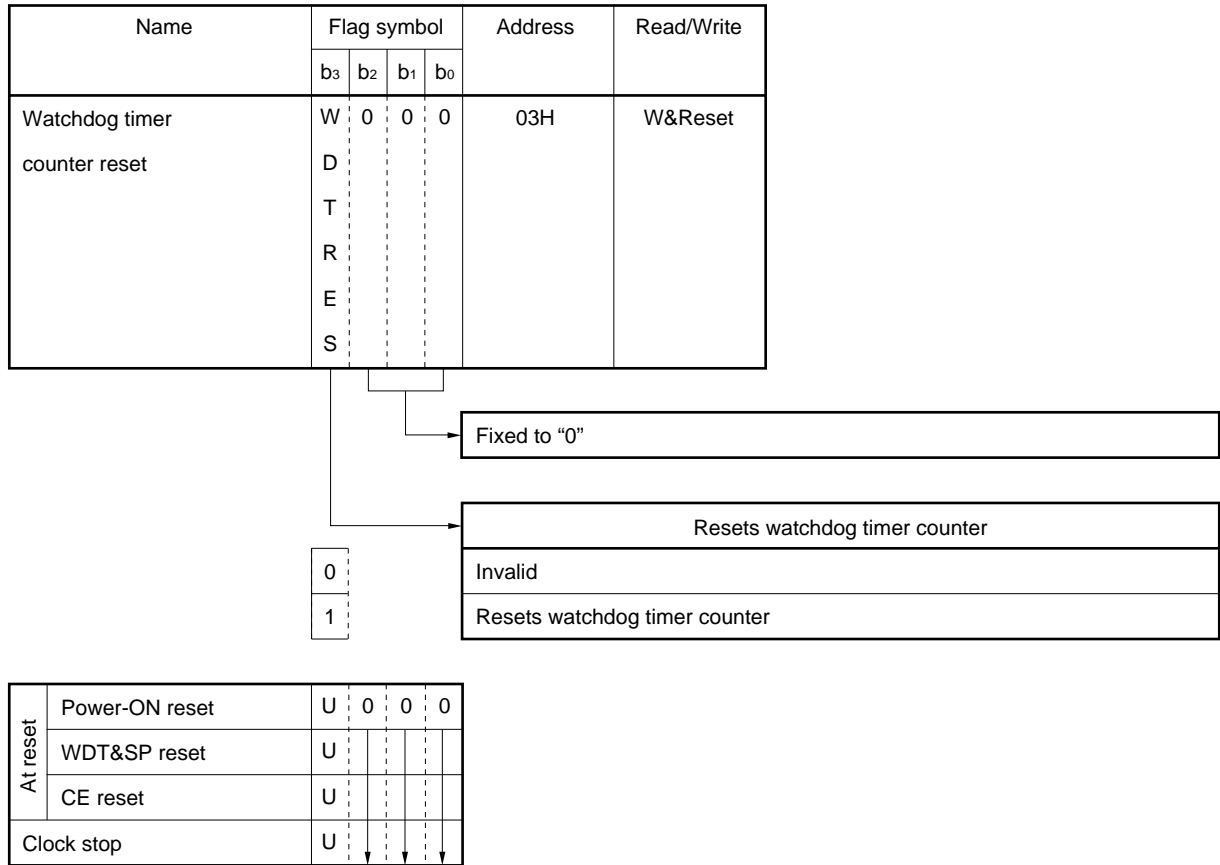 Name Flag symbol Address Read/Write
b3 b2 b1 b0
Watchdog timer W 0 0 0 03H W&Reset
counter reset D
T
R
E
S
Fixed to “0”
Resets watchdog timer counter
0 Invalid
1 Resets watchdog timer counter
At reset
Power-ON reset U 0 0 0
WDT&SP reset U
CE reset U
Clock stop U